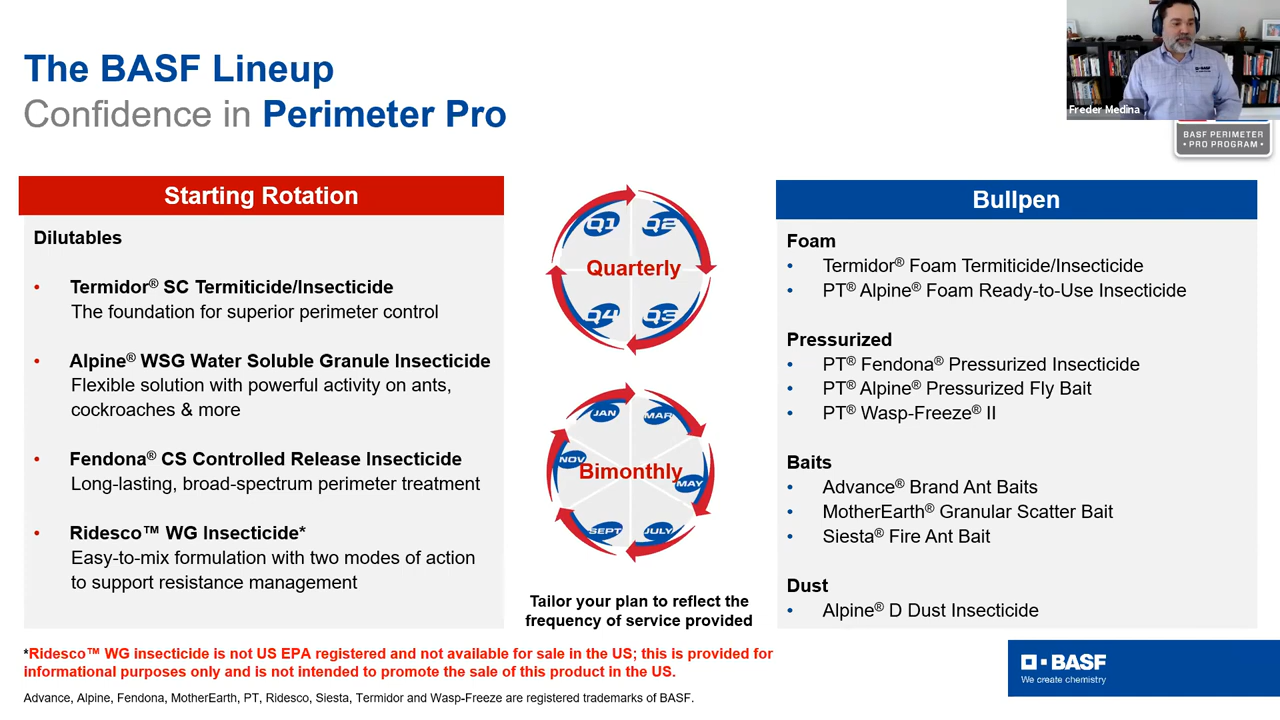 The BASF Lineup
Confidence in Perimeter Pro
Freder Medina
BASF PERIMETER
• PRO PROGRAM •
Starting Rotation
Dilutables
• Termidor® SC Termiticide/Insecticide
The foundation for superior perimeter control
• Alpine® WSG Water Soluble Granule Insecticide
Flexible solution with powerful activity on ants,
cockroaches & more
• Fendona® CS Controlled Release Insecticide
Long-lasting, broad-spectrum perimeter treatment
• Ridesco™ WG Insecticide*
Easy-to-mix formulation with two modes of action
to support resistance management
Q1 Q2
Quarterly
Q4 Q3
JAN MAR
NOV
Bimonthly
MAY
SEPT JULY
Tailor your plan to reflect the
frequency of service provided
Bullpen
Foam
• Termidor® Foam Termiticide/Insecticide
• PT® Alpine® Foam Ready-to-Use Insecticide
Pressurized
• PT® Fendona® Pressurized Insecticide
• PT® Alpine® Pressurized Fly Bait
• PT® Wasp-Freeze® II
Baits
• Advance® Brand Ant Baits
• MotherEarth® Granular Scatter Bait
• Siesta® Fire Ant Bait
Dust
• Alpine® D Dust Insecticide
*Ridesco™ WG insecticide is not US EPA registered and not available for sale in the US; this is provided for
informational purposes only and is not intended to promote the sale of this product in the US.
Advance, Alpine, Fendona, MotherEarth, PT, Ridesco, Siesta, Termidor and Wasp-Freeze are registered trademarks of BASF.
BASF
We create chemistry